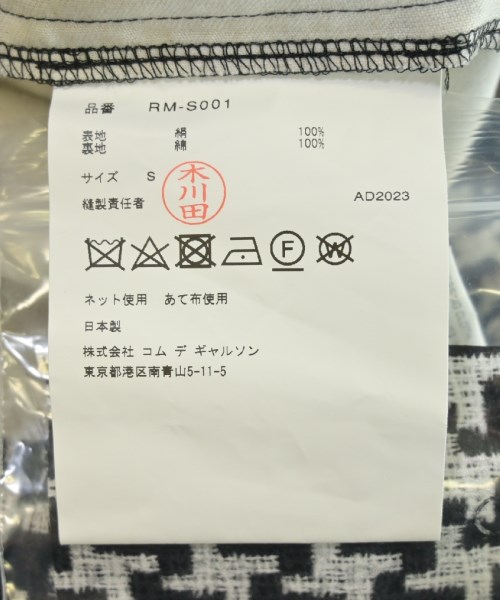 品番 RM-S001
表地 絹 100%
裏地 綿 100%
サイズ S
木川田
縫製責任者
AD2023
F W
ネット使用 あて布使用
日本製
株式会社 コム デ ギャルソン
東京都港区南青山5-11-5